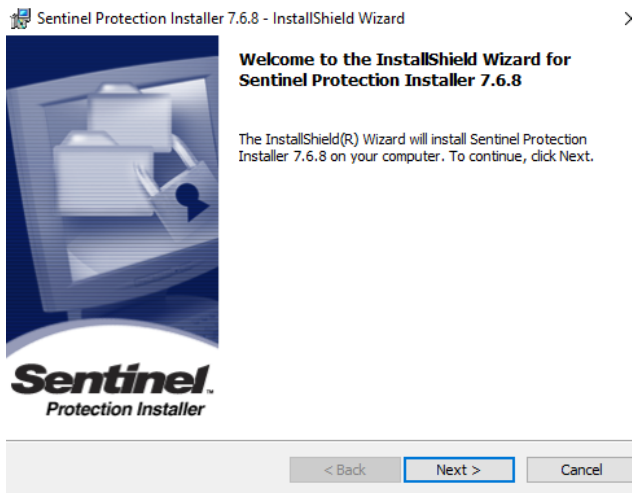 Sentinel Protection Installer 7.6.8 - InstallShield Wizard
Welcome to the InstallShield Wizard for
Sentinel Protection Installer 7.6.8
The InstallShield(R) Wizard will install Sentinel Protection
Installer 7.6.8 on your computer. To continue, click Next.
Sentinel™
Protection Installer
< Back Next > Cancel